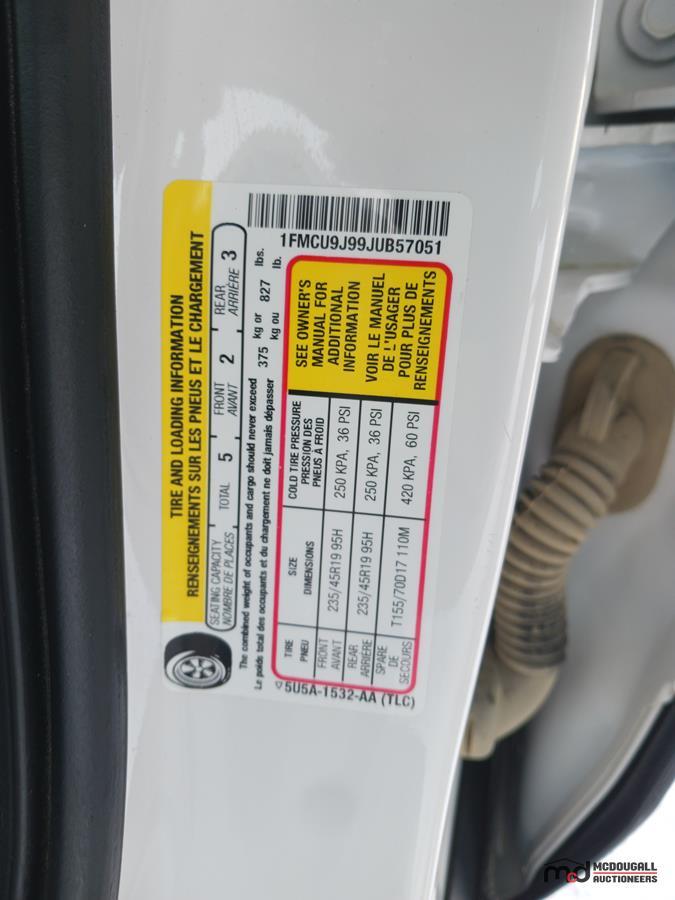 TIRE AND LOADING INFORMATION
RENSEIGNEMENTS SUR LES PNEUS ET LE CHARGEMENT
SEATING CAPACITY TOTAL 5 FRONT 2 REAR 3
NOMBRE DE PLACES AVANT ARRIÈRE
The combined weight of occupants and cargo should never exceed 375 kg or 827 lbs.
Le poids total des occupants et du chargement ne doit jamais dépasser kg ou lb.
1FMCU9J99JUB57051
TIRE SIZE COLD TIRE PRESSURE
PNEU DIMENSIONS PRESSION DES
PNEUS À FROID
FRONT
AVANT 235/45R19 95H 250 KPA, 36 PSI
REAR
ARRIÈRE 235/45R19 95H 250 KPA, 36 PSI
SPARE
DE
SECOURS T155/70D17 110M 420 KPA, 60 PSI
SEE OWNER'S
MANUAL FOR
ADDITIONAL
INFORMATION
VOIR LE MANUEL
DE L'USAGER
POUR PLUS DE
RENSEIGNEMENTS
5U5A-1532-AA (TLC)
mcd MCDOUGALL
AUCTIONEERS